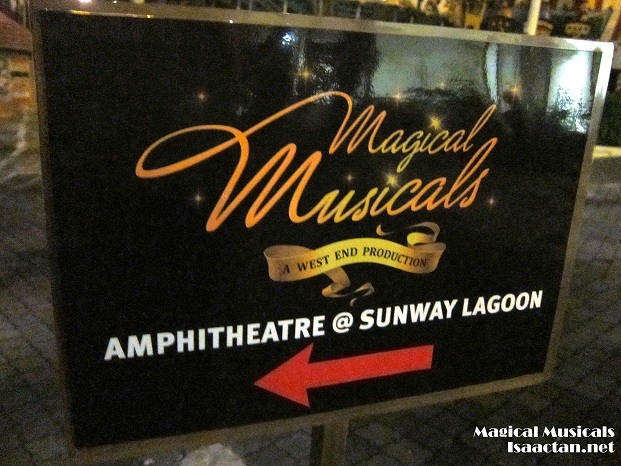 Magical
Musicals
A WEST END PRODUCTION
AMPHITHEATRE @ SUNWAY LAGOON
Magical Musicals
Isaactan.net